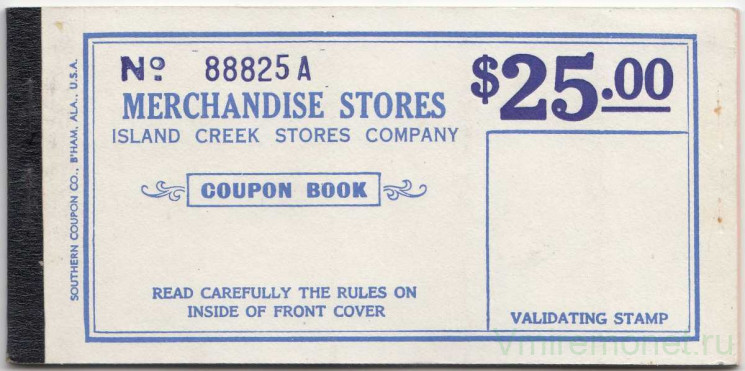 Nº 88825 A
$25.00
MERCHANDISE STORES
ISLAND CREEK STORES COMPANY
COUPON BOOK
READ CAREFULLY THE RULES ON
INSIDE OF FRONT COVER
VALIDATING STAMP
SOUTHERN COUPON CO., B'HAM, ALA., U.S.A.
Vmiremonet.ru